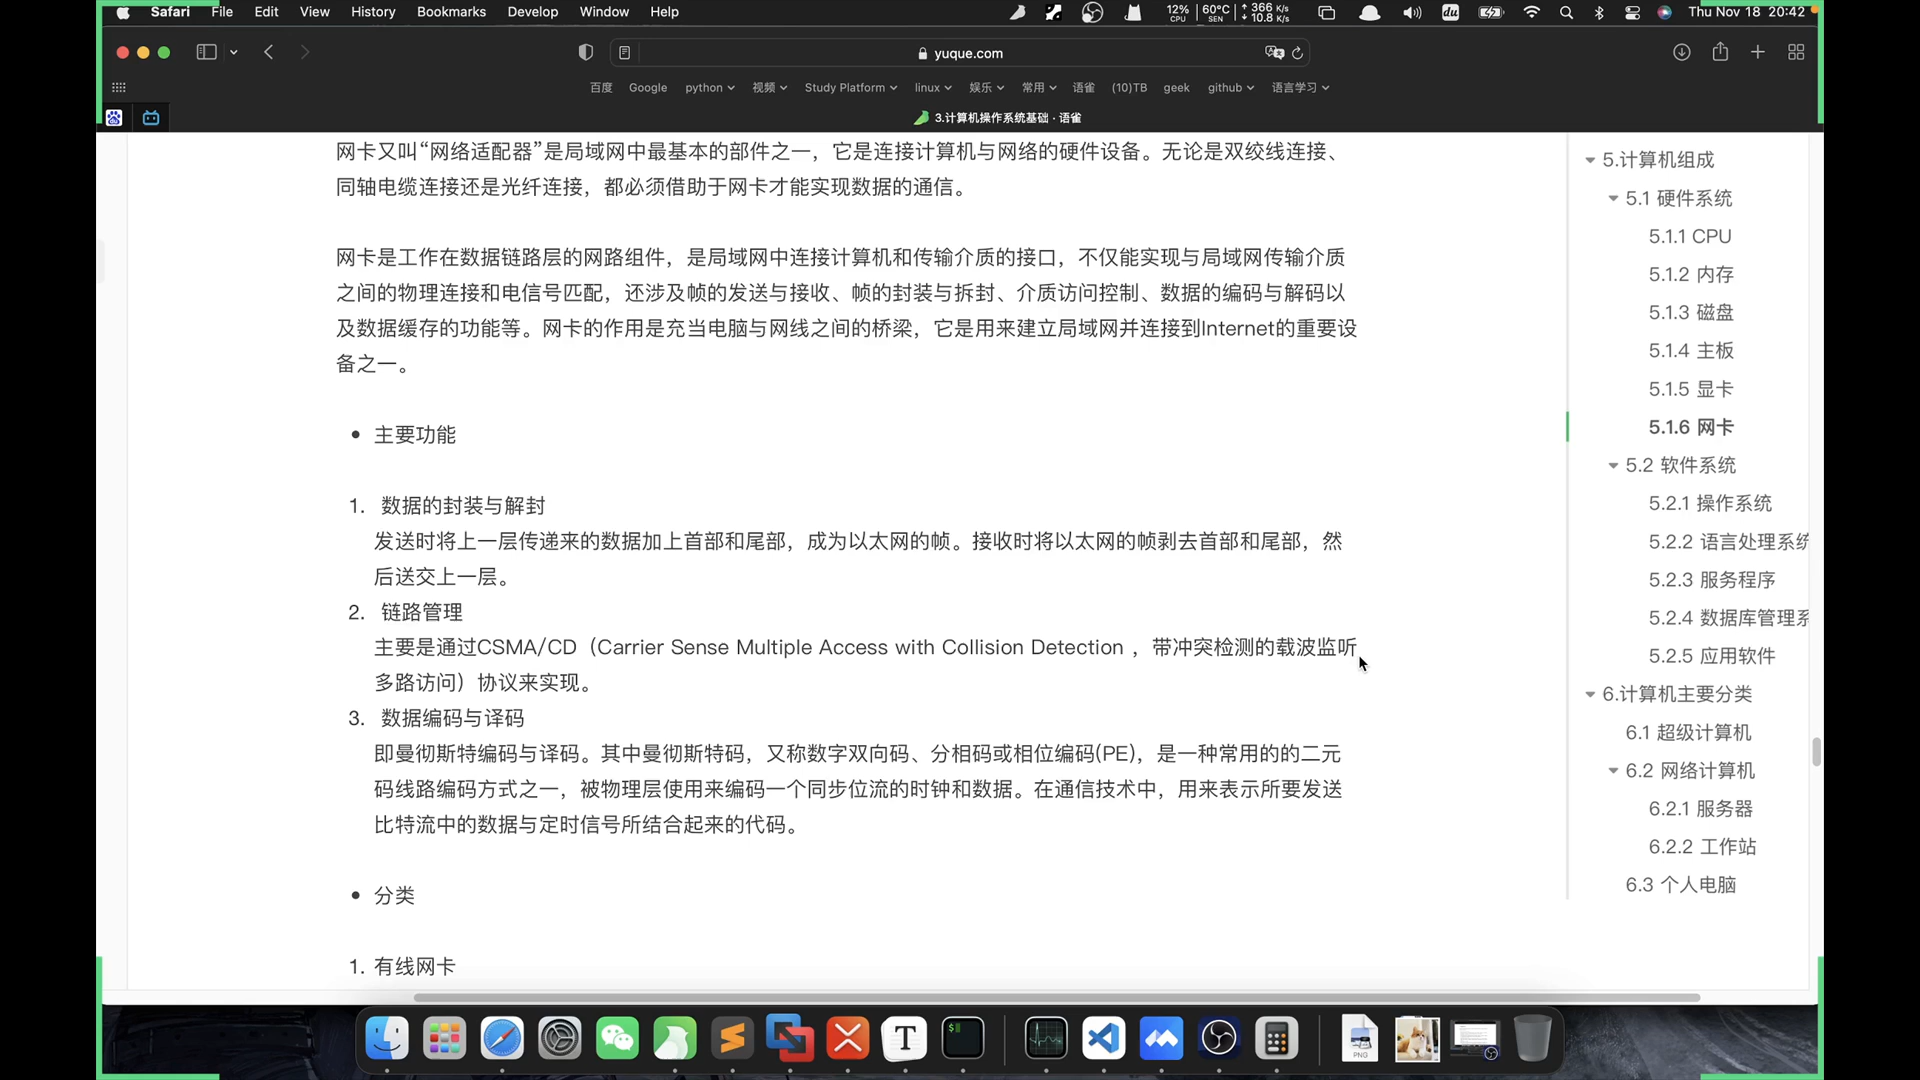 Safari File Edit View History Bookmarks Develop Window Help
12% CPU 60°C SEN 366 K/s 10.8 K/s du Thu Nov 18 20:42
yuque.com
百度 Google python 视频 Study Platform linux 娱乐 常用 语雀 (10)TB geek github 语言学习
3.计算机操作系统基础 · 语雀
网卡又叫“网络适配器”是局域网中最基本的部件之一，它是连接计算机与网络的硬件设备。无论是双绞线连接、
同轴电缆连接还是光纤连接，都必须借助于网卡才能实现数据的通信。
网卡是工作在数据链路层的网路组件，是局域网中连接计算机和传输介质的接口，不仅能实现与局域网传输介质
之间的物理连接和电信号匹配，还涉及帧的发送与接收、帧的封装与拆封、介质访问控制、数据的编码与解码以
及数据缓存的功能等。网卡的作用是充当电脑与网线之间的桥梁，它是用来建立局域网并连接到Internet的重要设
备之一。
• 主要功能
1. 数据的封装与解封
发送时将上一层传递来的数据加上首部和尾部，成为以太网的帧。接收时将以太网的帧剥去首部和尾部，然
后送交上一层。
2. 链路管理
主要是通过CSMA/CD（Carrier Sense Multiple Access with Collision Detection ，带冲突检测的载波监听
多路访问）协议来实现。
3. 数据编码与译码
即曼彻斯特编码与译码。其中曼彻斯特码，又称数字双向码、分相码或相位编码(PE)，是一种常用的的二元
码线路编码方式之一，被物理层使用来编码一个同步位流的时钟和数据。在通信技术中，用来表示所要发送
比特流中的数据与定时信号所结合起来的代码。
• 分类
1. 有线网卡
5.计算机组成
5.1 硬件系统
5.1.1 CPU
5.1.2 内存
5.1.3 磁盘
5.1.4 主板
5.1.5 显卡
5.1.6 网卡
5.2 软件系统
5.2.1 操作系统
5.2.2 语言处理系统
5.2.3 服务程序
5.2.4 数据库管理系
5.2.5 应用软件
6.计算机主要分类
6.1 超级计算机
6.2 网络计算机
6.2.1 服务器
6.2.2 工作站
6.3 个人电脑
T
PNG